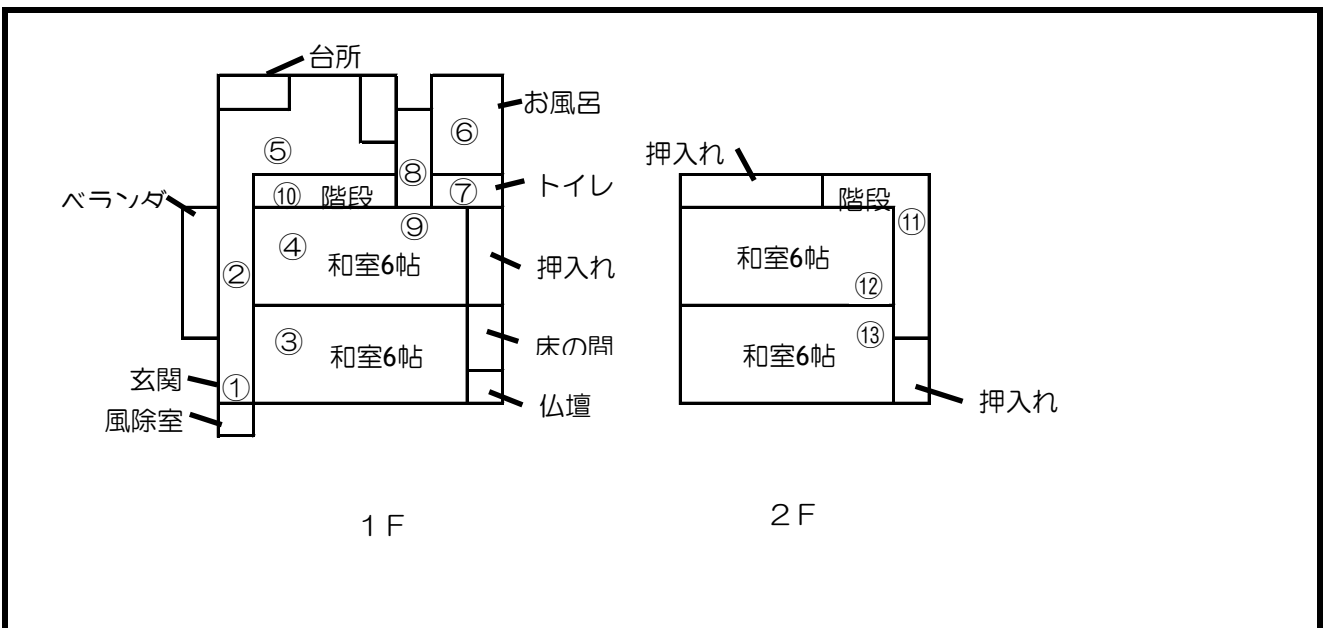 台所
お風呂
⑥
⑤
押入れ
⑧
トイレ
⑦
⑩ 階段
ベランダ
階段
⑪
⑨
④
和室6帖
和室6帖
押入れ
②
⑫
③
⑬
床の間
和室6帖
和室6帖
玄関
①
仏壇
押入れ
風除室
1F
2F